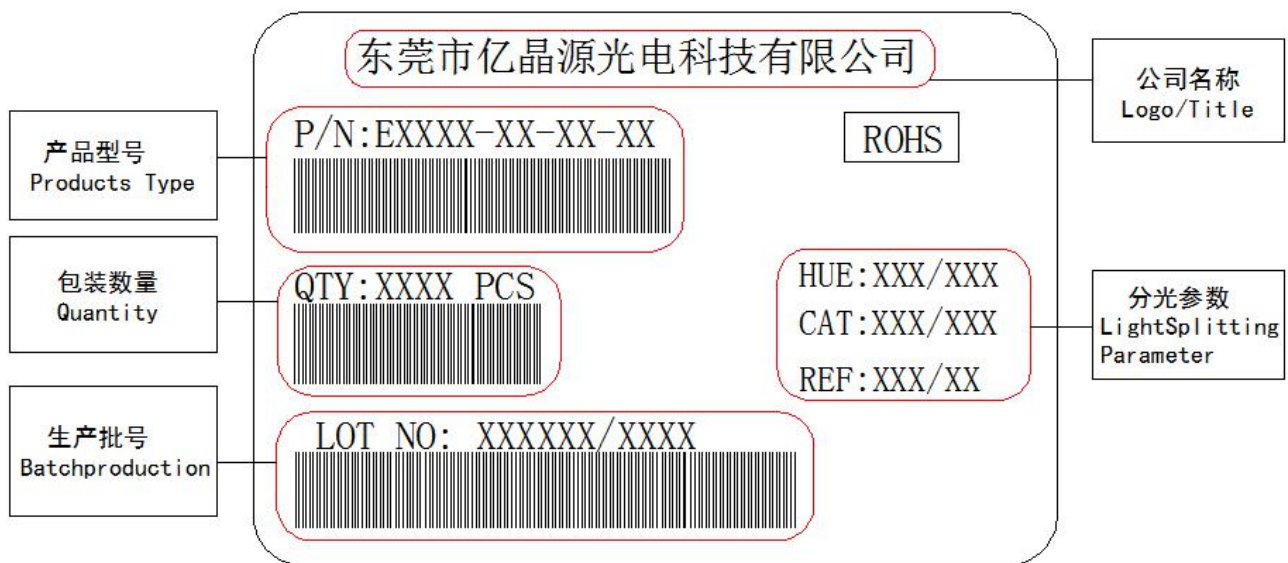 东莞市亿晶源光电科技有限公司
公司名称
Logo/Title
产品型号
Products Type
P/N:EXXXX-XX-XX-XX
ROHS
包装数量
Quantity
QTY:XXXX PCS
HUE:XXX/XXX
CAT:XXX/XXX
REF:XXX/XX
分光参数
LightSplitting
Parameter
生产批号
Batchproduction
LOT NO: XXXXXX/XXXX